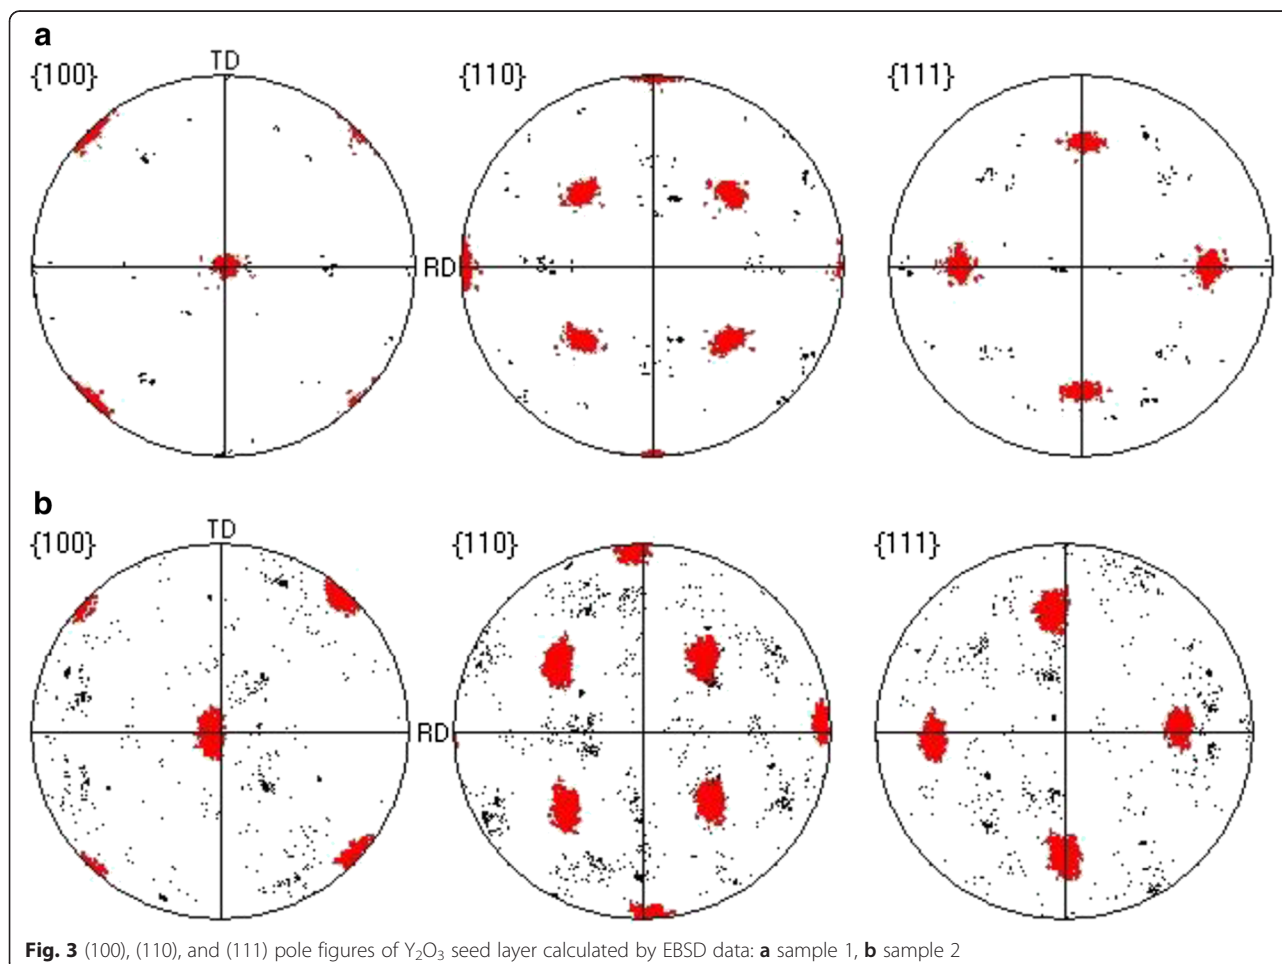 a
TD
{100}
{110}
{111}
RD
b
TD
{100}
{110}
{111}
RD
Fig. 3 (100), (110), and (111) pole figures of Y₂O₃ seed layer calculated by EBSD data: a sample 1, b sample 2